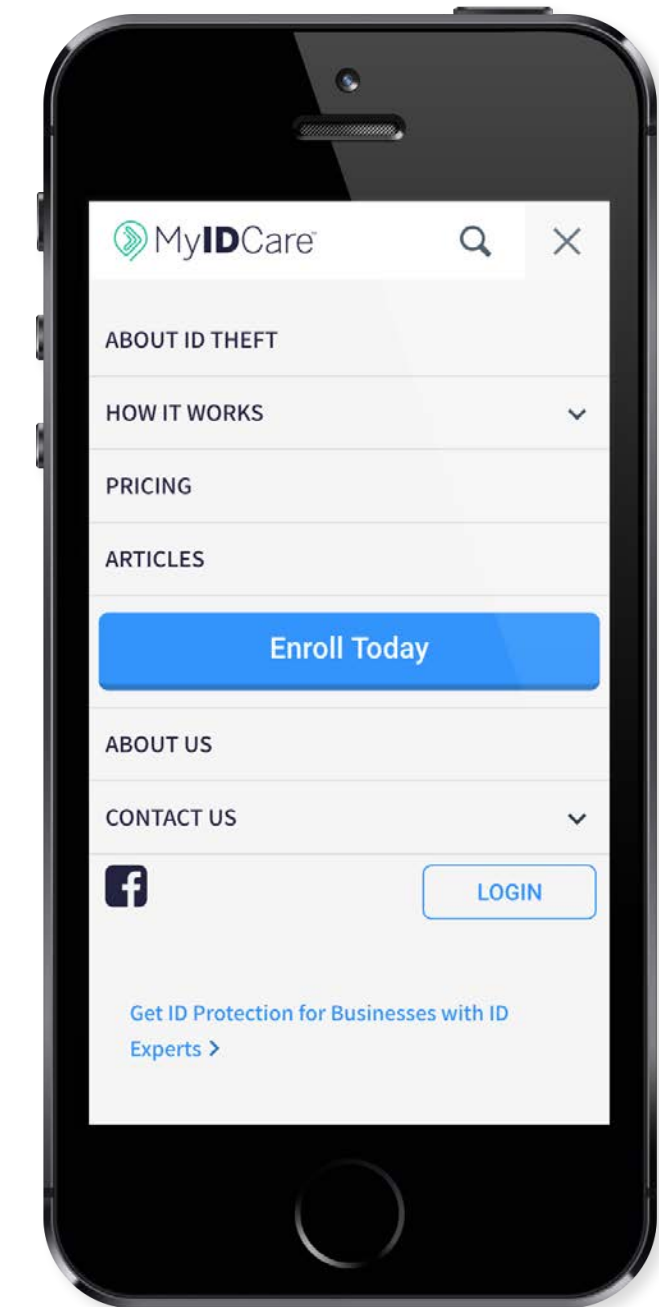 MyIDCare™
ABOUT ID THEFT
HOW IT WORKS
PRICING
ARTICLES
Enroll Today
ABOUT US
CONTACT US
LOGIN
Get ID Protection for Businesses with ID
Experts >